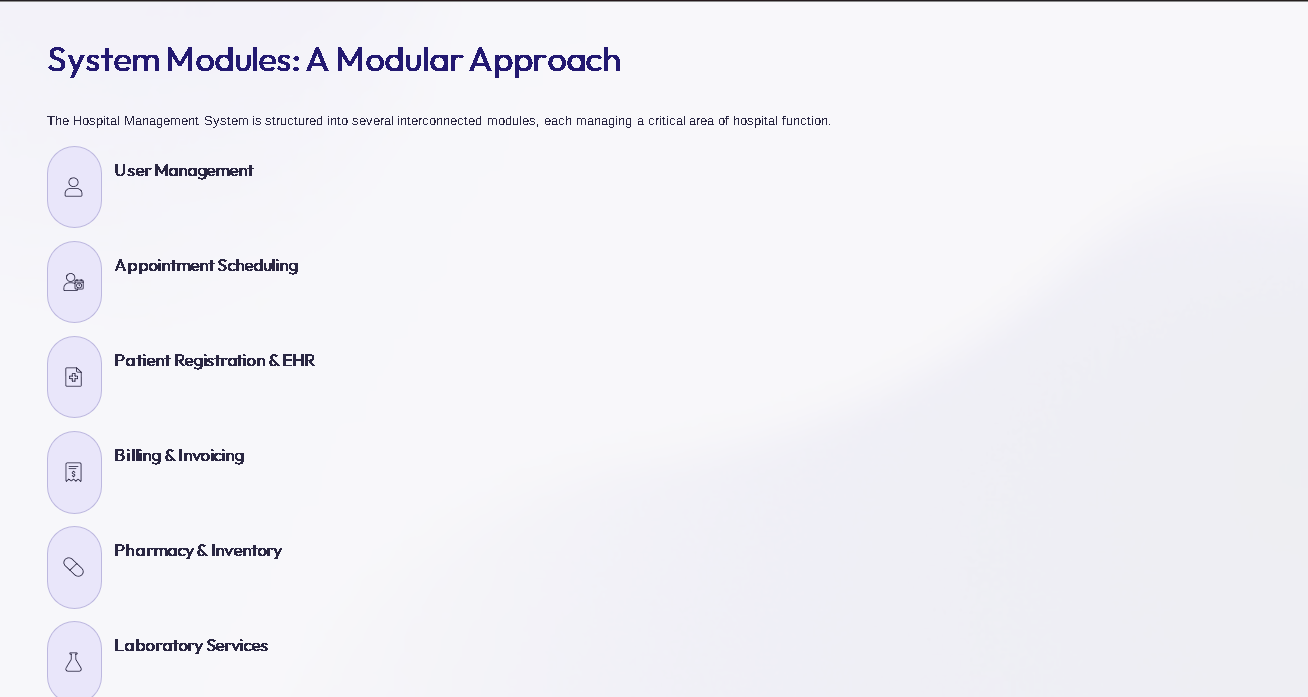 System Modules: A Modular Approach
The Hospital Management System is structured into several interconnected modules, each managing a critical area of hospital function.
User Management
Appointment Scheduling
Patient Registration & EHR
Billing & Invoicing
Pharmacy & Inventory
Laboratory Services